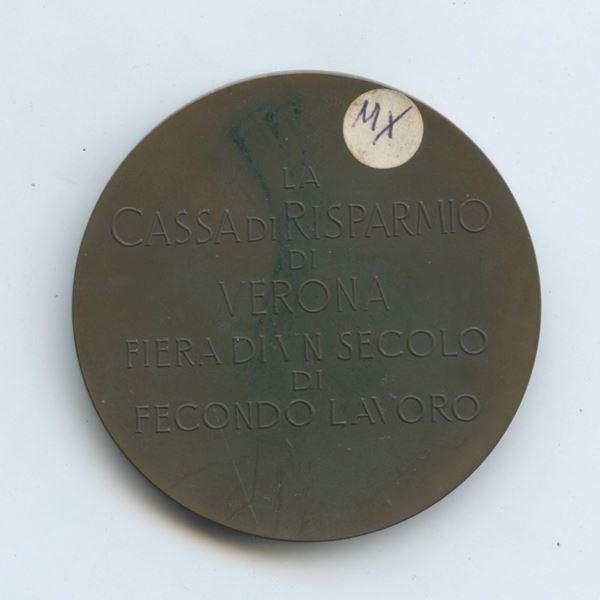 MX
LA
CASSA DI RISPARMIO
DI
VERONA
FIERA DI VN SECOLO
DI
FECONDO LAVORO